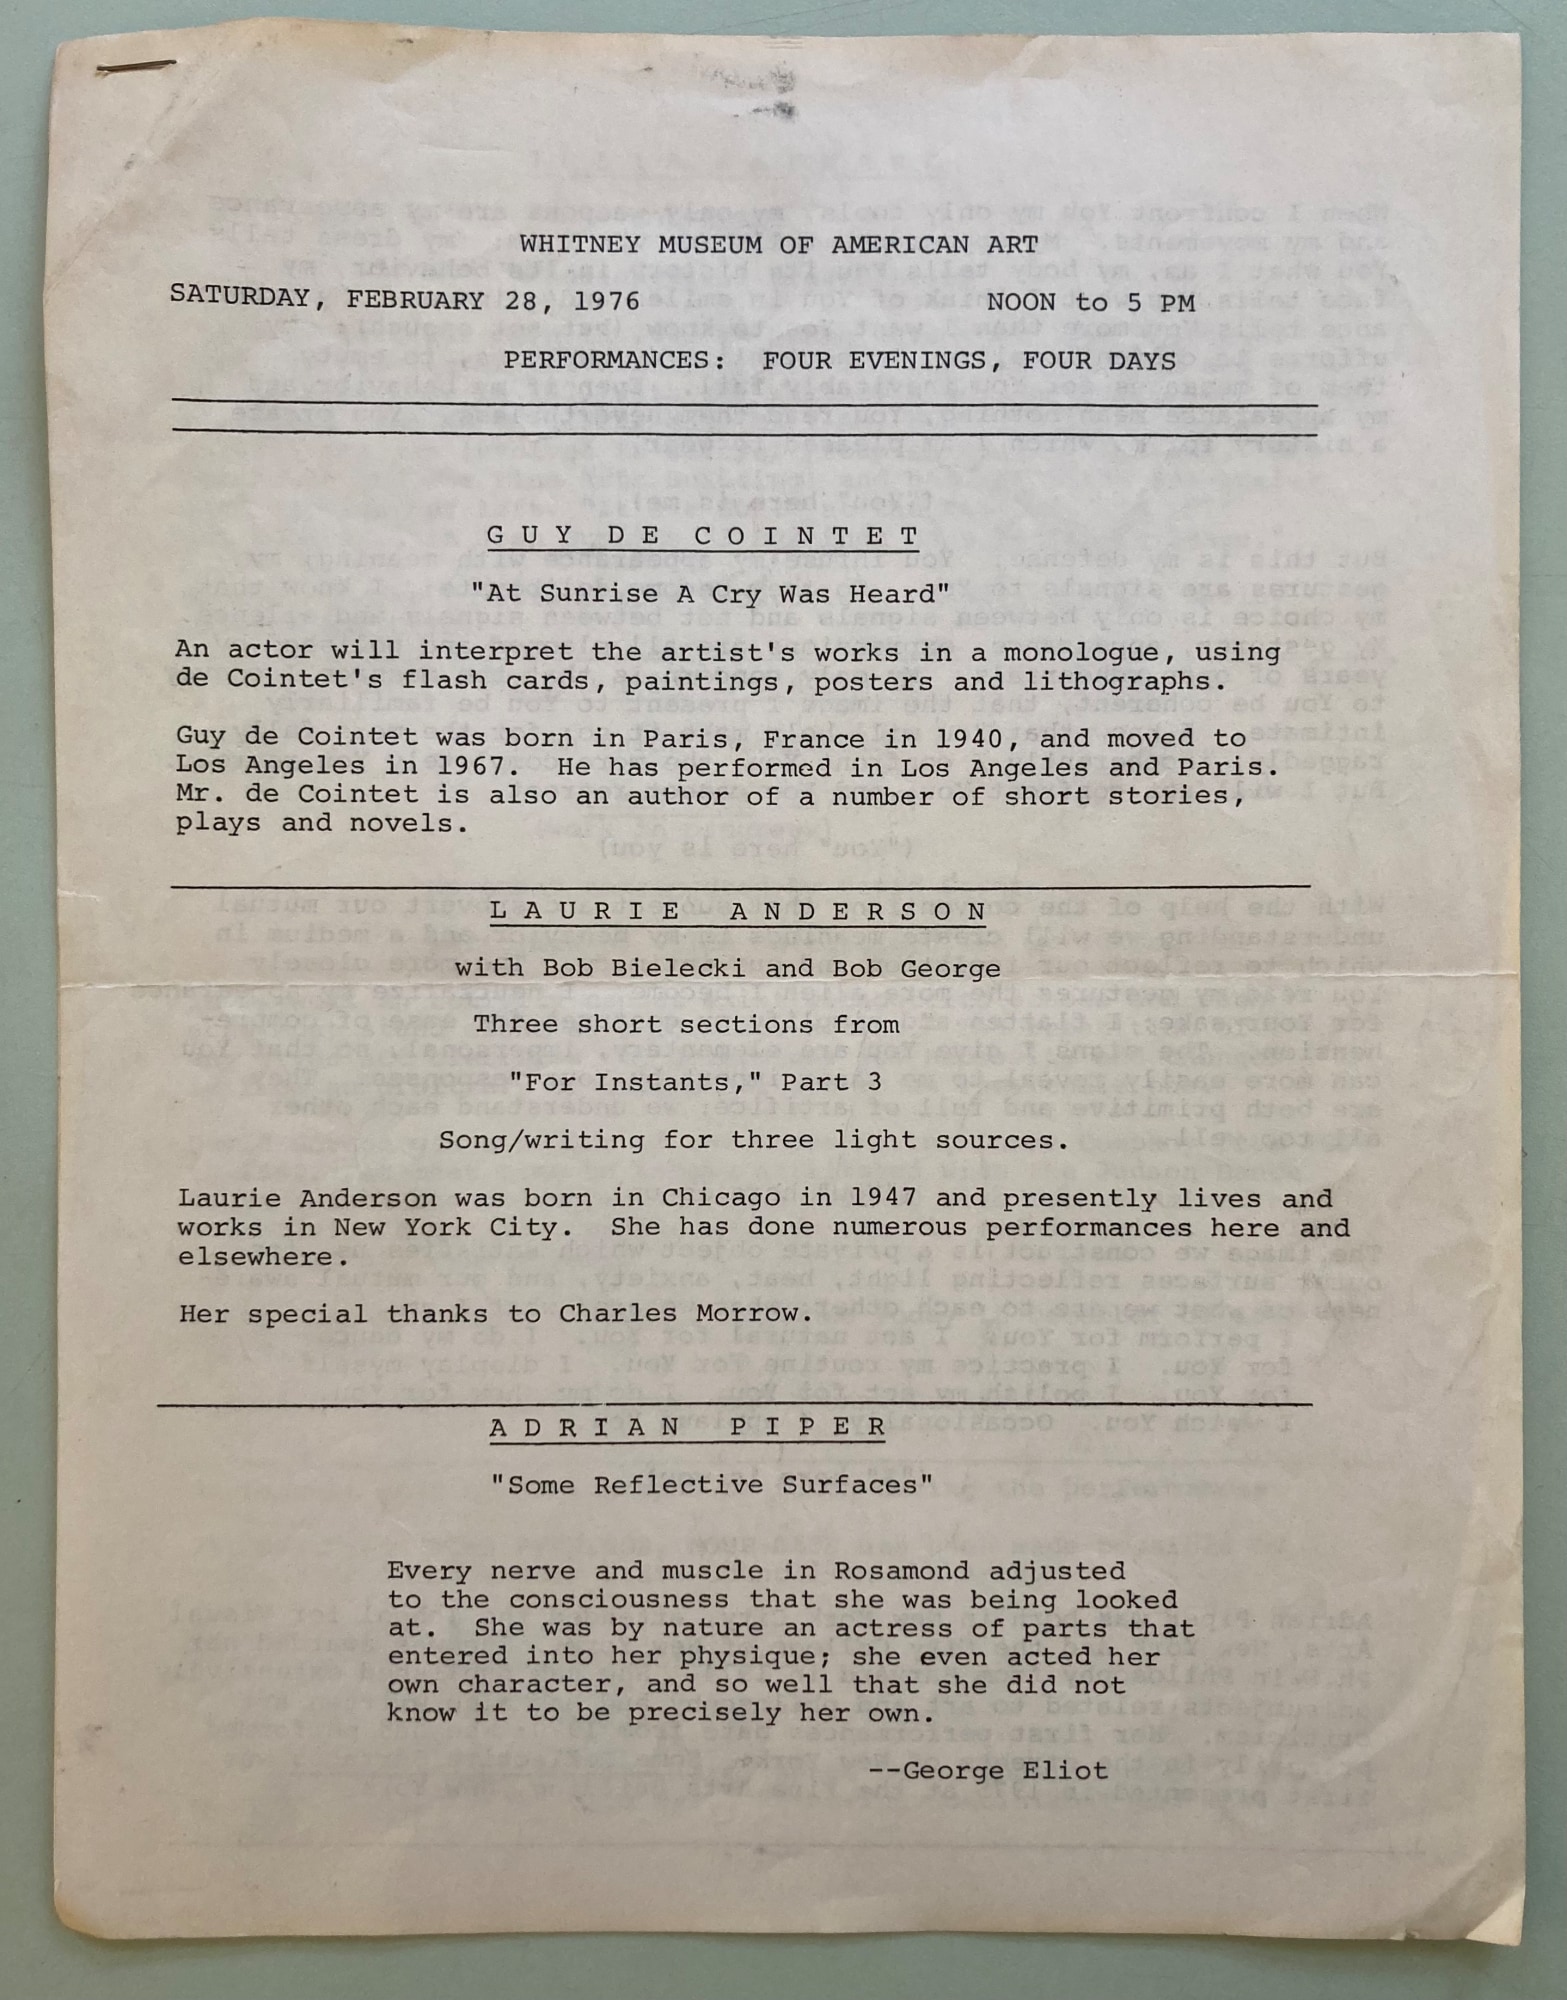 WHITNEY MUSEUM OF AMERICAN ART
SATURDAY, FEBRUARY 28, 1976 NOON to 5 PM
PERFORMANCES: FOUR EVENINGS, FOUR DAYS
GUY DE COINTET
"At Sunrise A Cry Was Heard"
An actor will interpret the artist's works in a monologue, using
de Cointet's flash cards, paintings, posters and lithographs.
Guy de Cointet was born in Paris, France in 1940, and moved to
Los Angeles in 1967. He has performed in Los Angeles and Paris.
Mr. de Cointet is also an author of a number of short stories,
plays and novels.
LAURIE ANDERSON
with Bob Bielecki and Bob George
Three short sections from
"For Instants," Part 3
Song/writing for three light sources.
Laurie Anderson was born in Chicago in 1947 and presently lives and
works in New York City. She has done numerous performances here and
elsewhere.
Her special thanks to Charles Morrow.
ADRIAN PIPER
"Some Reflective Surfaces"
Every nerve and muscle in Rosamond adjusted
to the consciousness that she was being looked
at. She was by nature an actress of parts that
entered into her physique; she even acted her
own character, and so well that she did not
know it to be precisely her own.
--George Eliot